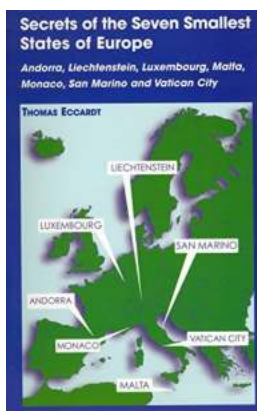 Secrets of the Seven Smallest
States of Europe
Andorra, Liechtenstein, Luxembourg, Malta,
Monaco, San Marino and Vatican City
THOMAS ECCARDT
LIECHTENSTEIN
LUXEMBOURG
SAN MARINO
ANDORRA
VATICAN CITY
MONACO
MALTA